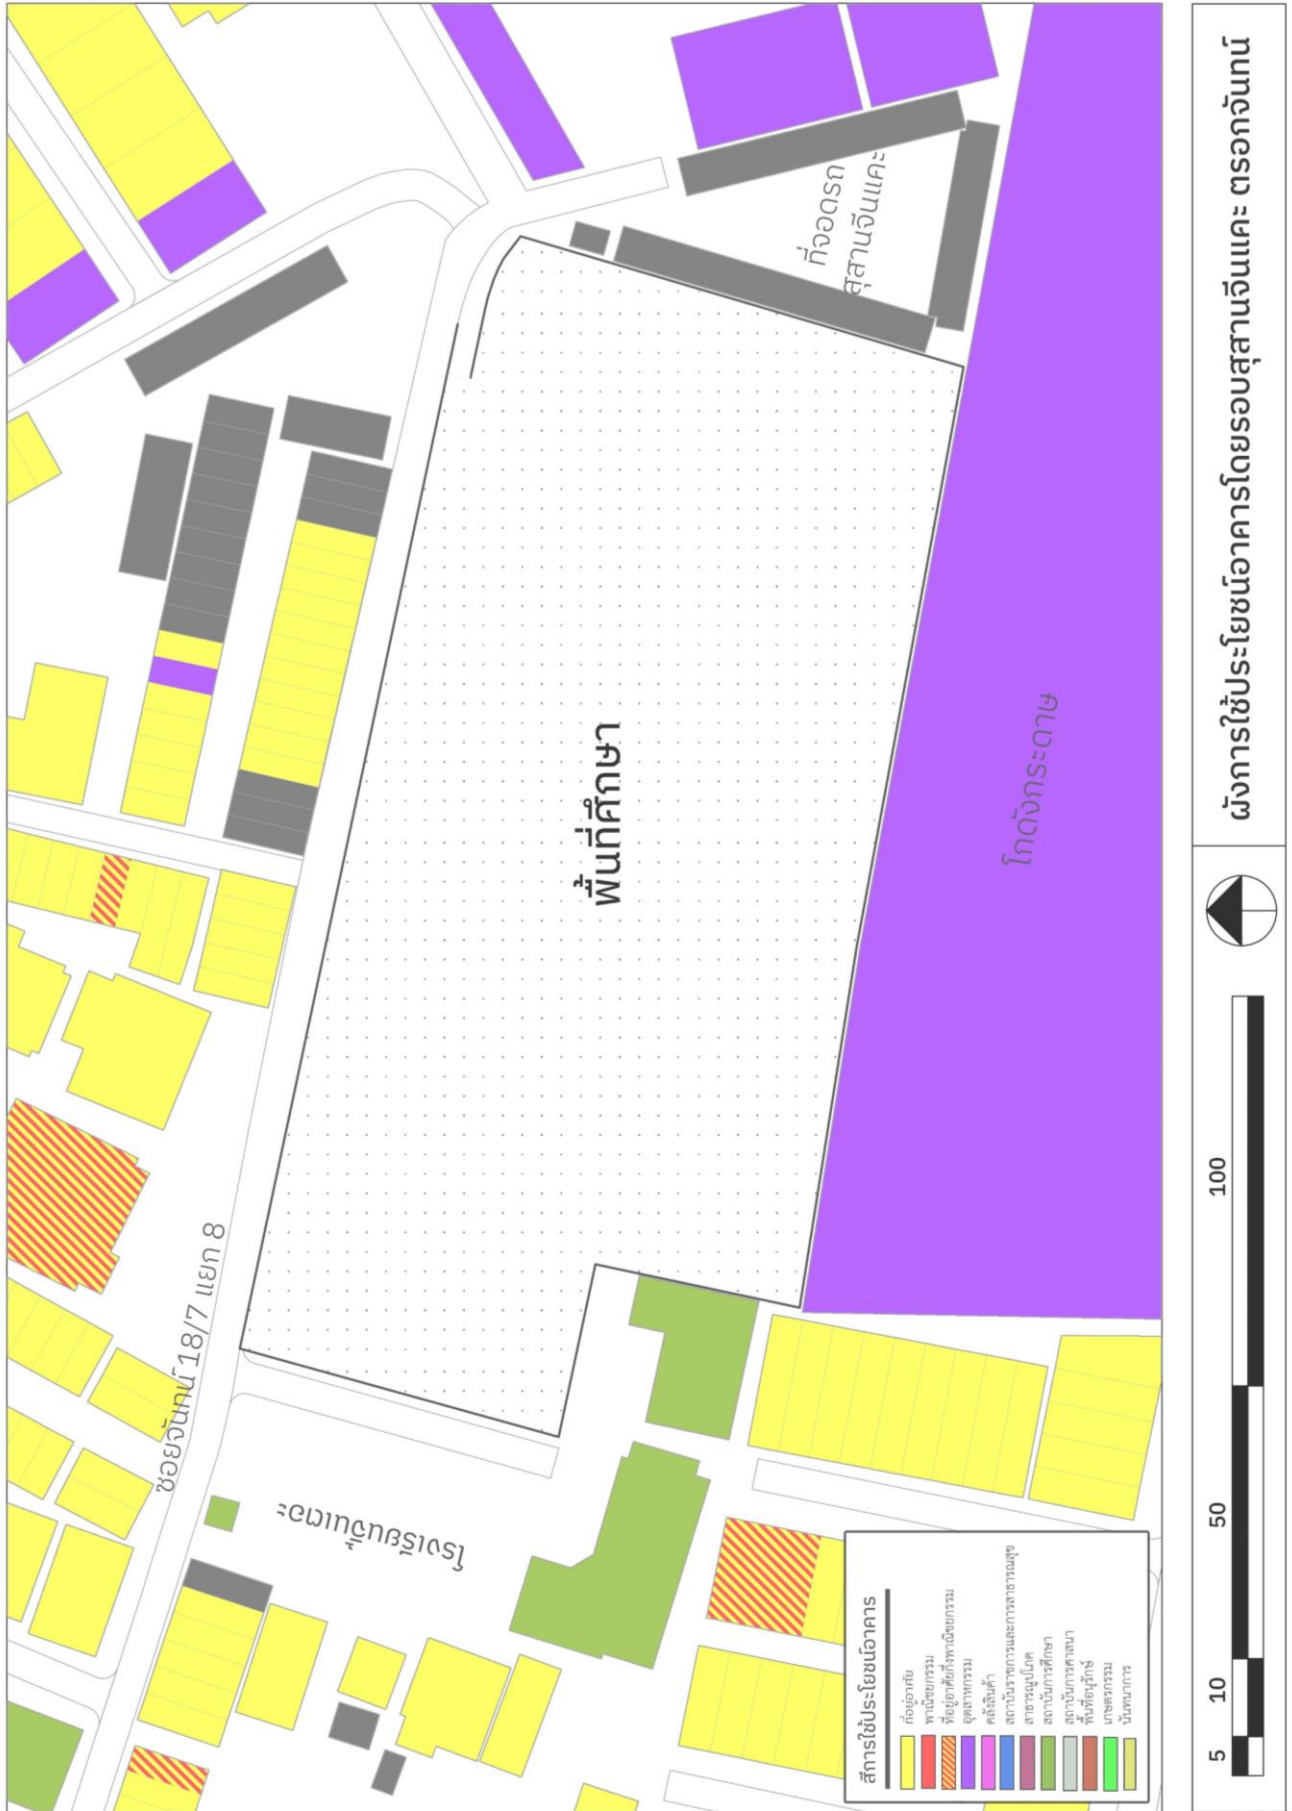 ผังการใช้ประโยชน์อาคารโดยรอบสุสานจีนแคะ ตรอกจันทน์
ที่จอดรถ
สุสานจีนแคะ
พื้นที่ศึกษา
โกดังกระดาษ
ซอยจันทน์ 18/7 แยก 8
โรงเรียนจิ้นเตอะ
สีการใช้ประโยชน์อาคาร
ที่อยู่อาศัย
พาณิชยกรรม
ที่อยู่อาศัยกึ่งพาณิชยกรรม
อุตสาหกรรม
คลังสินค้า
สถาบันราชการและการสาธารณสุข
สาธารณูปโภค
สถาบันการศึกษา
สถาบันการศาสนา
พื้นที่อนุรักษ์
เกษตรกรรม
นันทนาการ
5 10 50 100